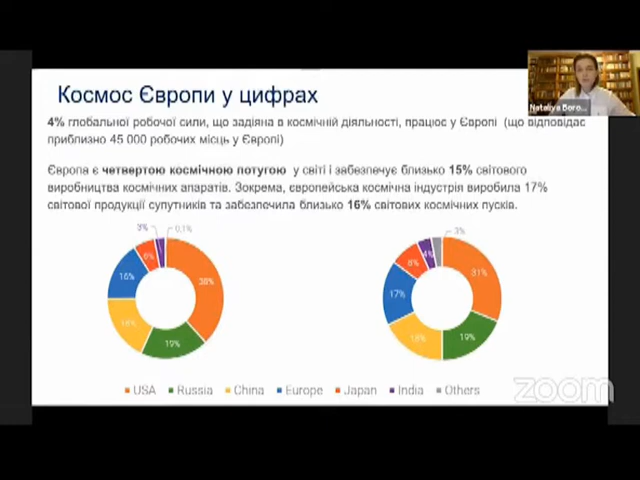 Космос Європи у цифрах
4% глобальної робочої сили, що задіяна в космічній діяльності, працює у Європі (що відповідає
приблизно 45 000 робочих місць у Європі)
Європа є четвертою космічною потугою у світі і забезпечує близько 15% світового
виробництва космічних апаратів. Зокрема, європейська космічна індустрія виробила 17%
світової продукції супутників та забезпечила близько 16% світових космічних пусків.
3% 0,1%
8% 38%
16%
18%
19%
3%
8% 4% 31%
17%
18% 19%
USA Russia China Europe Japan India Others
zoom
Nataliya Boro...